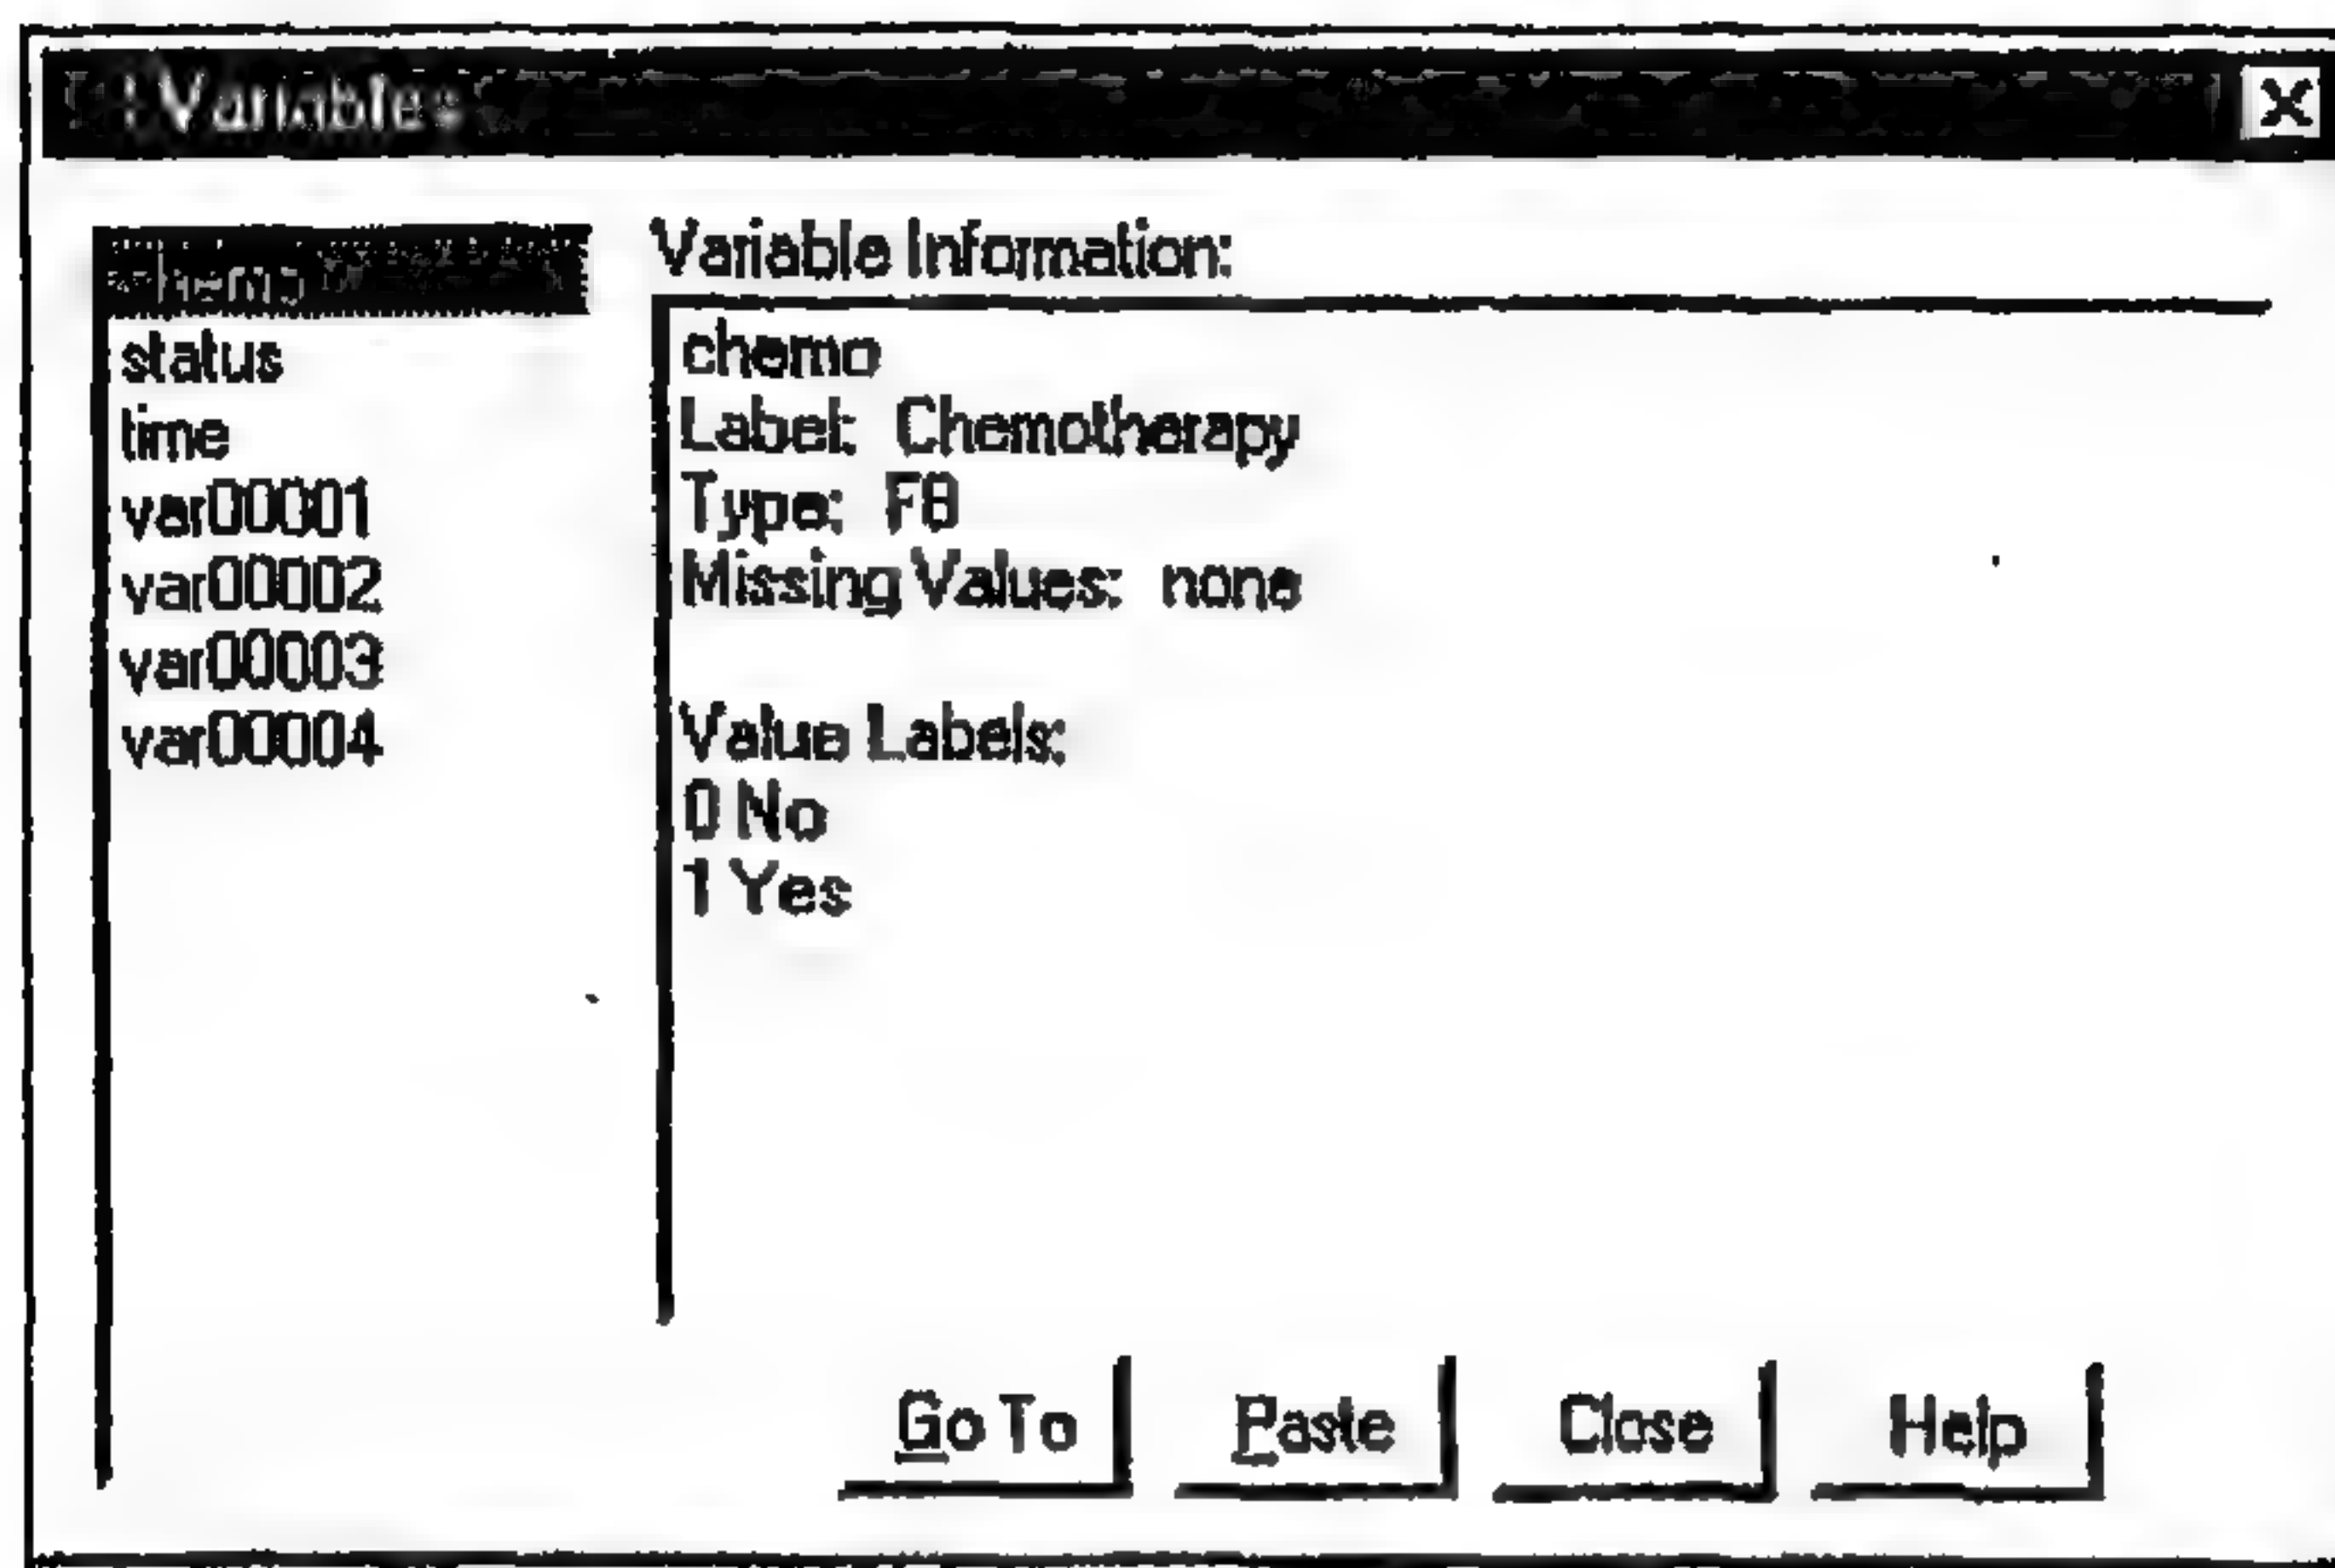 Variables
chemo
status
time
var00001
var00002
var00003
var00004
Variable Information:
chemo
Label: Chemotherapy
Type: F8
Missing Values: none
Value Labels:
0 No
1 Yes
Go To
Paste
Close
Help